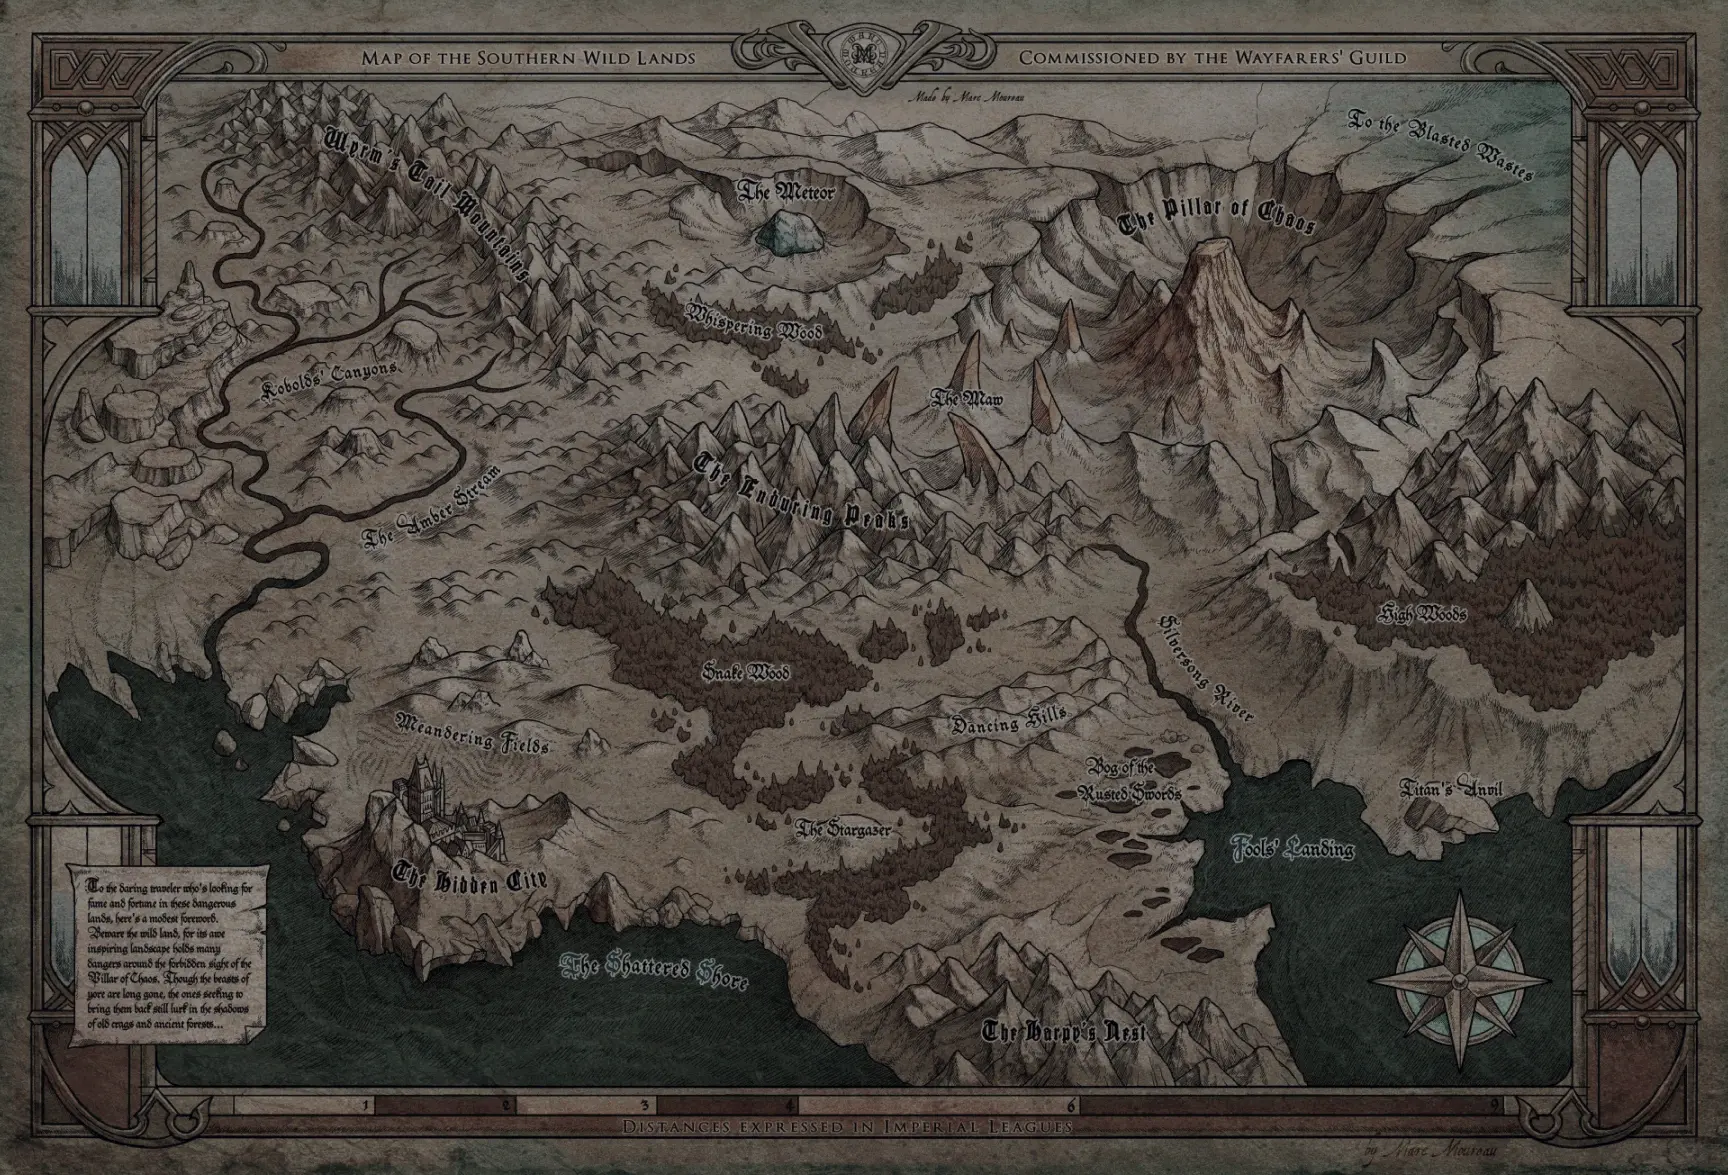 Map of the Southern Wild Lands
Commissioned by the Wayfarers' Guild
Made by Marc Moureau
To the Blasted Wastes
Wyrm's Tail Mountains
The Meteor
The Pillar of Chaos
Whispering Wood
Kobolds' Canyons
The Maw
The Enduring Peaks
The Amber Stream
High Woods
Silversong River
Snake Wood
Dancing Hills
Meandering Fields
Bog of the
Rusted Swords
Titan's Anvil
The Stargazer
Fools' Landing
The Hidden City
The Shattered Shore
The Harpy's Nest
To the daring traveler who's looking for
fame and fortune in these dangerous
lands, here's a modest foreword.
Beware the wild land, for its awe
inspiring landscape holds many
dangers around the forbidden sight of the
Pillar of Chaos. Though the beasts of
yore are long gone, the ones seeking to
bring them back still lurk in the shadows
of old crags and ancient forests...
1 2 3 4 6 9
Distances expressed in Imperial Leagues
by Marc Moureau